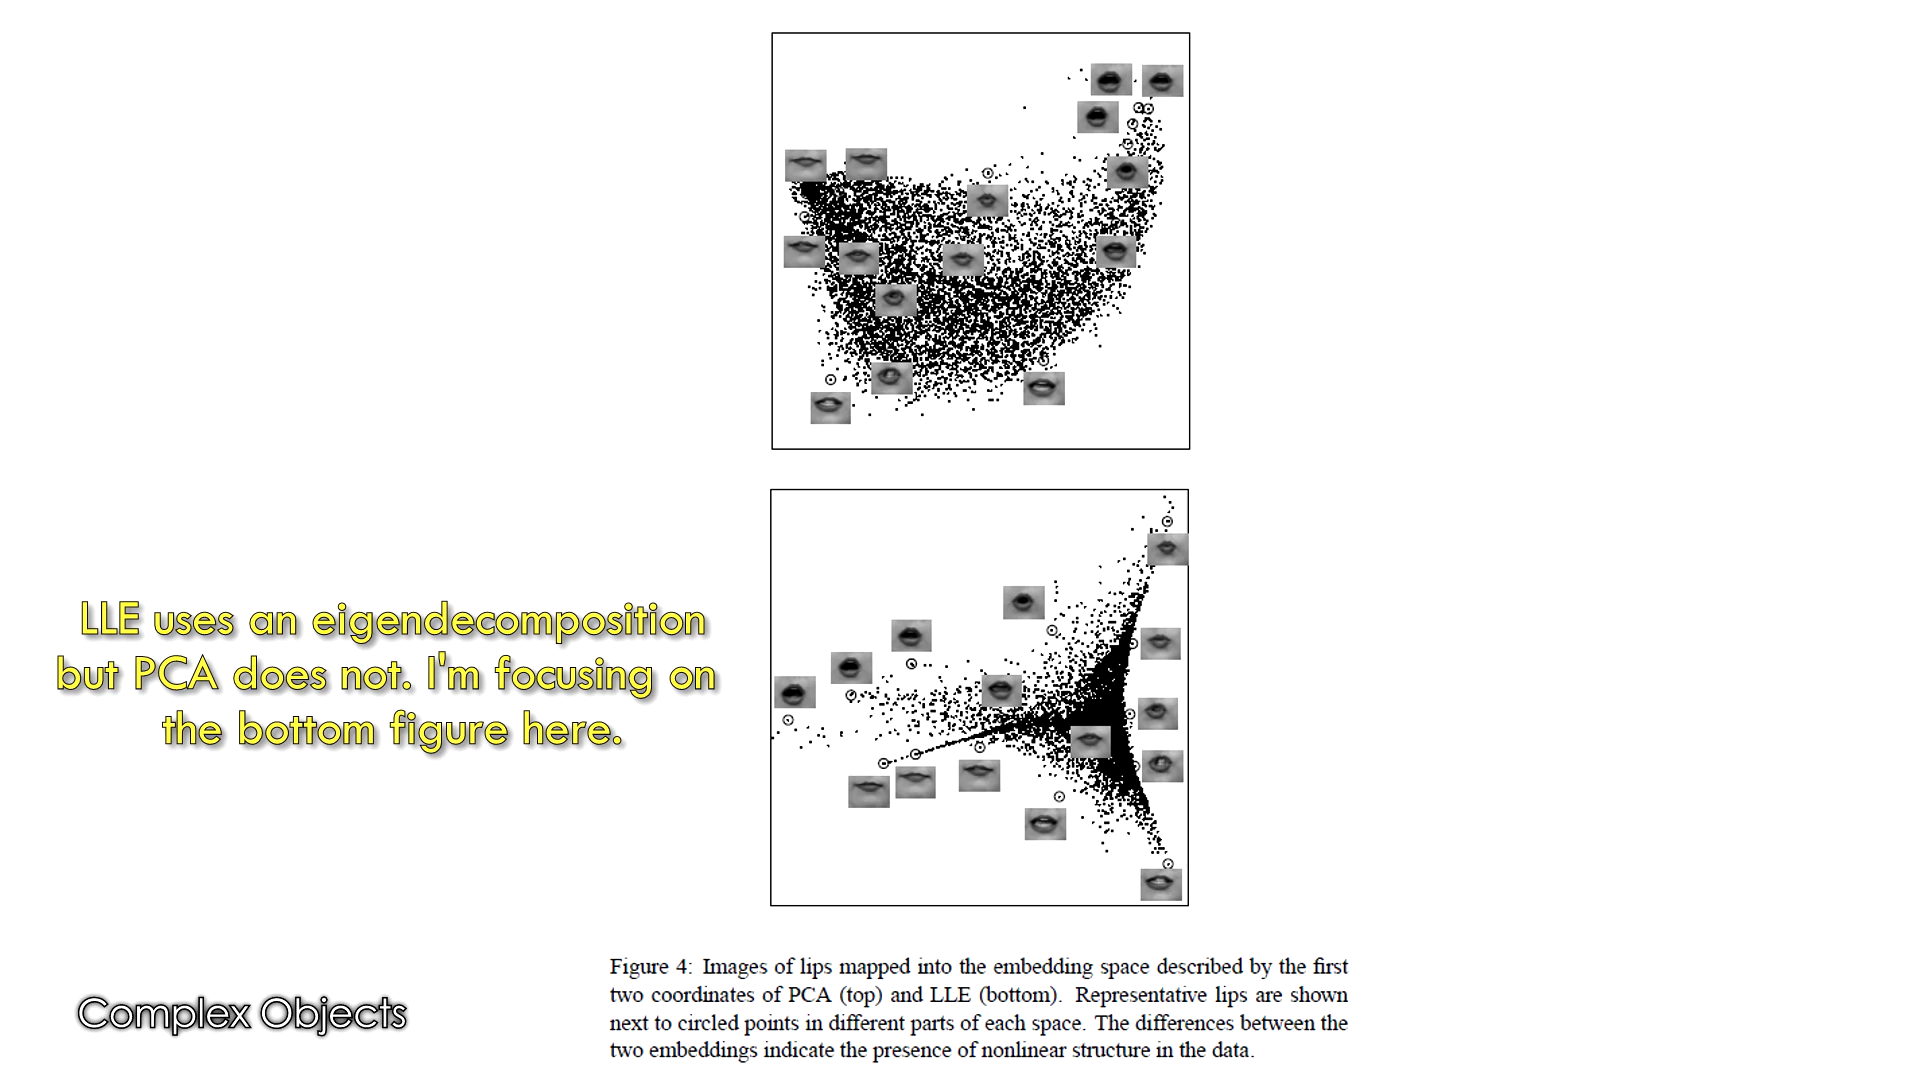 LLE uses an eigendecomposition
but PCA does not. I'm focusing on
the bottom figure here.
Complex Objects
Figure 4: Images of lips mapped into the embedding space described by the first
two coordinates of PCA (top) and LLE (bottom). Representative lips are shown
next to circled points in different parts of each space. The differences between the
two embeddings indicate the presence of nonlinear structure in the data.